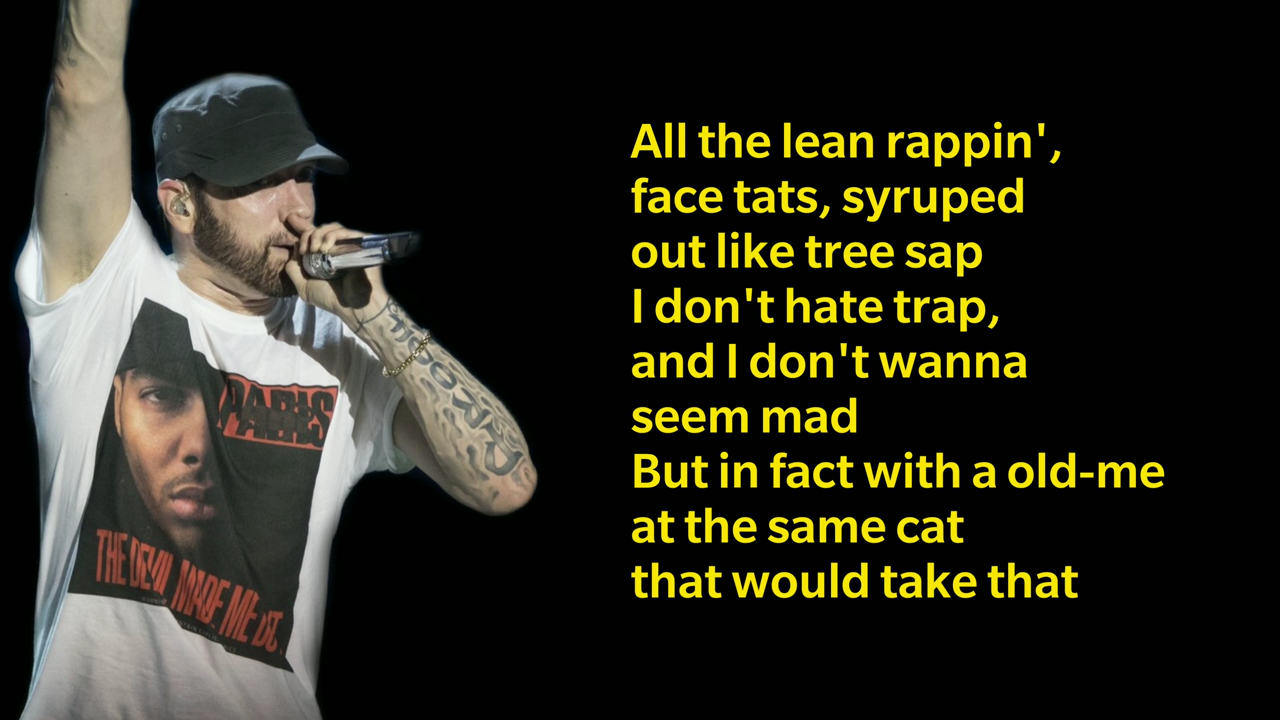 All the lean rappin',
face tats, syruped
out like tree sap
I don't hate trap,
and I don't wanna
seem mad
But in fact with a old-me
at the same cat
that would take that
PARIS
THE DEVIL MADE ME DO
PROOF